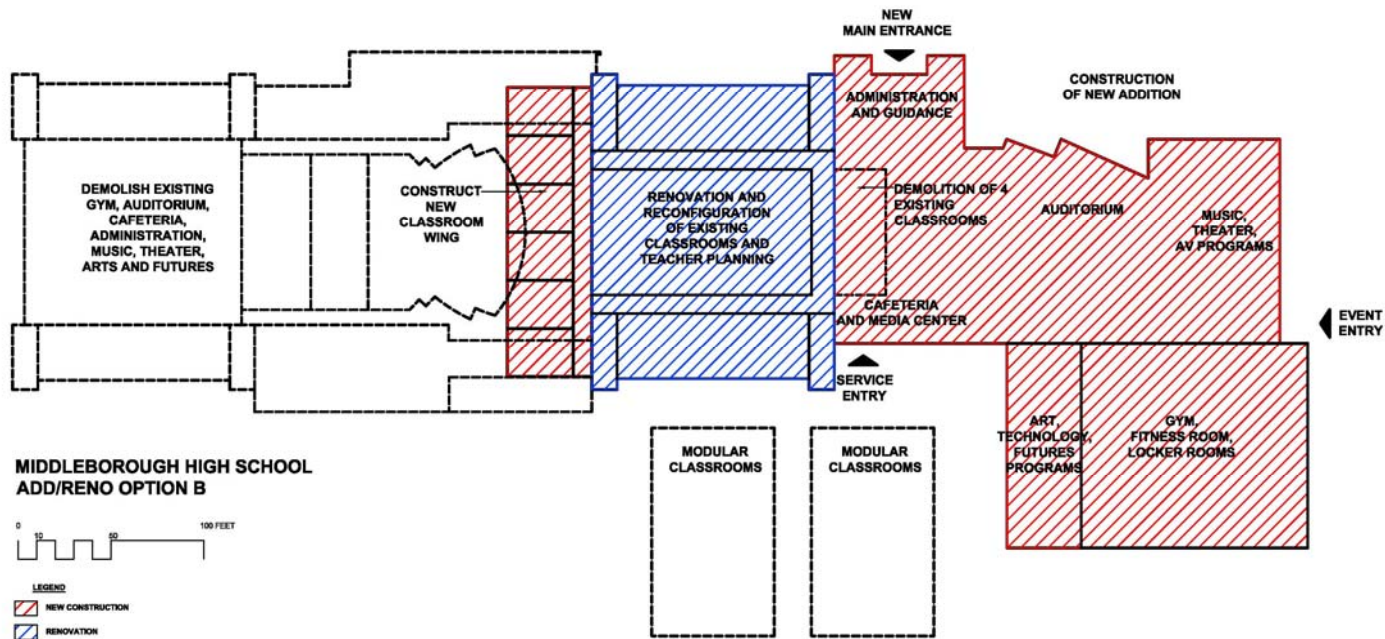 NEW
MAIN ENTRANCE
ADMINISTRATION
AND GUIDANCE
CONSTRUCTION
OF NEW ADDITION
DEMOLISH EXISTING
GYM, AUDITORIUM,
CAFETERIA,
ADMINISTRATION,
MUSIC, THEATER,
ARTS AND FUTURES
CONSTRUCT
NEW
CLASSROOM
WING
RENOVATION AND
RECONFIGURATION
OF EXISTING
CLASSROOMS AND
TEACHER PLANNING
DEMOLITION OF 4
EXISTING
CLASSROOMS
AUDITORIUM
MUSIC,
THEATER,
AV PROGRAMS
CAFETERIA
AND MEDIA CENTER
EVENT
ENTRY
SERVICE
ENTRY
MODULAR
CLASSROOMS
MODULAR
CLASSROOMS
ART,
TECHNOLOGY,
FUTURES
PROGRAMS
GYM,
FITNESS ROOM,
LOCKER ROOMS
MIDDLEBOROUGH HIGH SCHOOL
ADD/RENO OPTION B
0 10 50 100 FEET
LEGEND
NEW CONSTRUCTION
RENOVATION